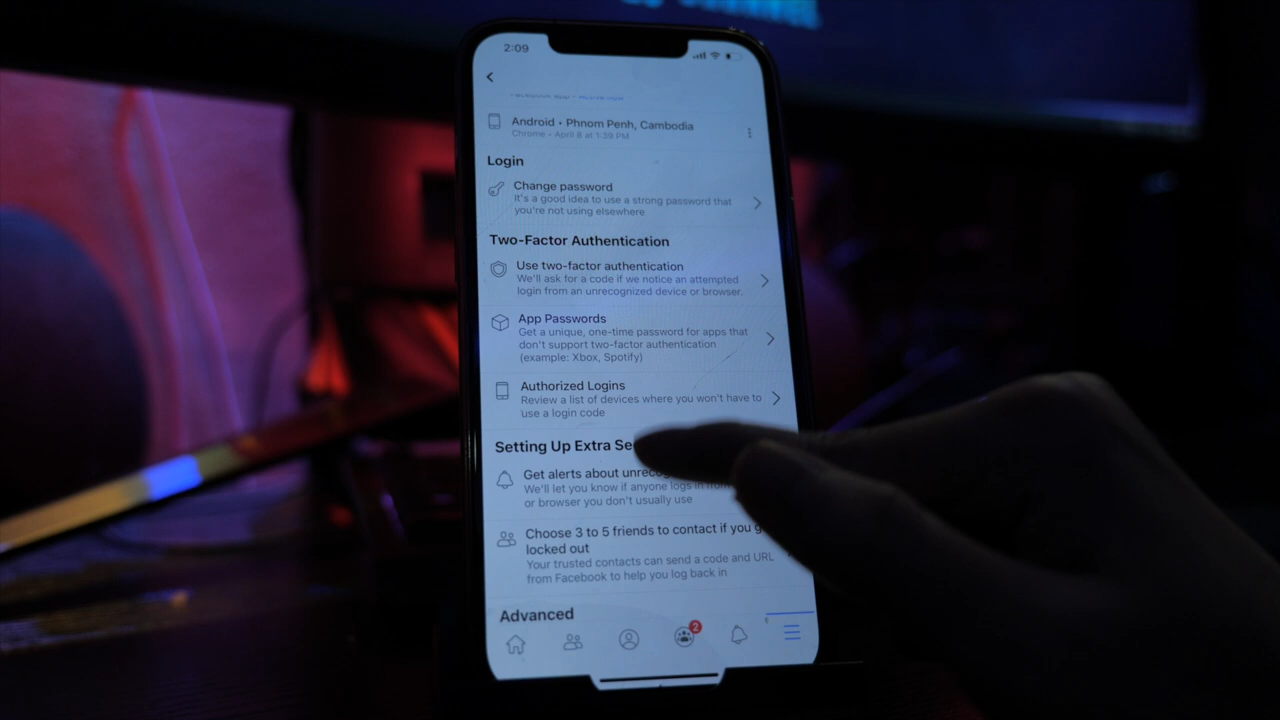 2:09
Android • Phnom Penh, Cambodia
Chrome • April 8 at 1:39 PM
Login
Change password
It's a good idea to use a strong password that
you're not using elsewhere
Two-Factor Authentication
Use two-factor authentication
We'll ask for a code if we notice an attempted
login from an unrecognized device or browser.
App Passwords
Get a unique, one-time password for apps that
don't support two-factor authentication
(example: Xbox, Spotify)
Authorized Logins
Review a list of devices where you won't have to
use a login code
Setting Up Extra Se
Get alerts about unrecog
We'll let you know if anyone logs in from
or browser you don't usually use
Choose 3 to 5 friends to contact if you g
locked out
Your trusted contacts can send a code and URL
from Facebook to help you log back in
Advanced
2